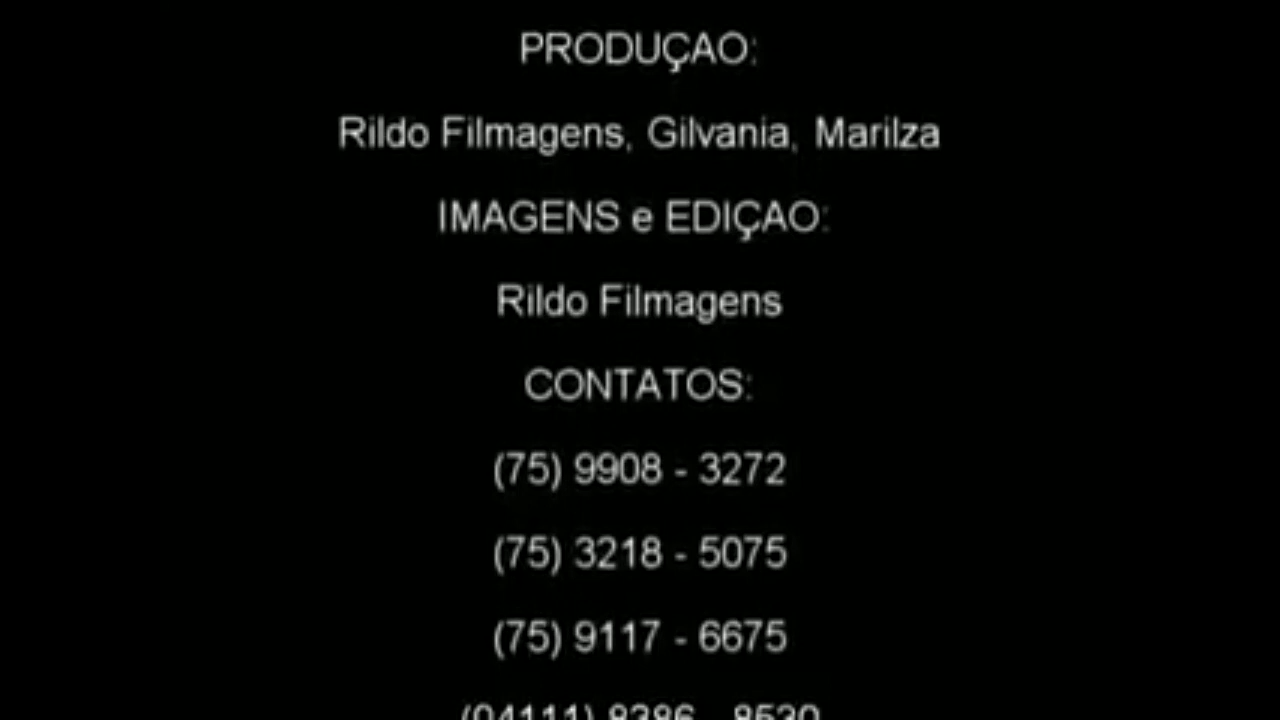 PRODUÇAO:
Rildo Filmagens, Gilvania, Marilza
IMAGENS e EDIÇAO:
Rildo Filmagens
CONTATOS:
(75) 9908 - 3272
(75) 3218 - 5075
(75) 9117 - 6675